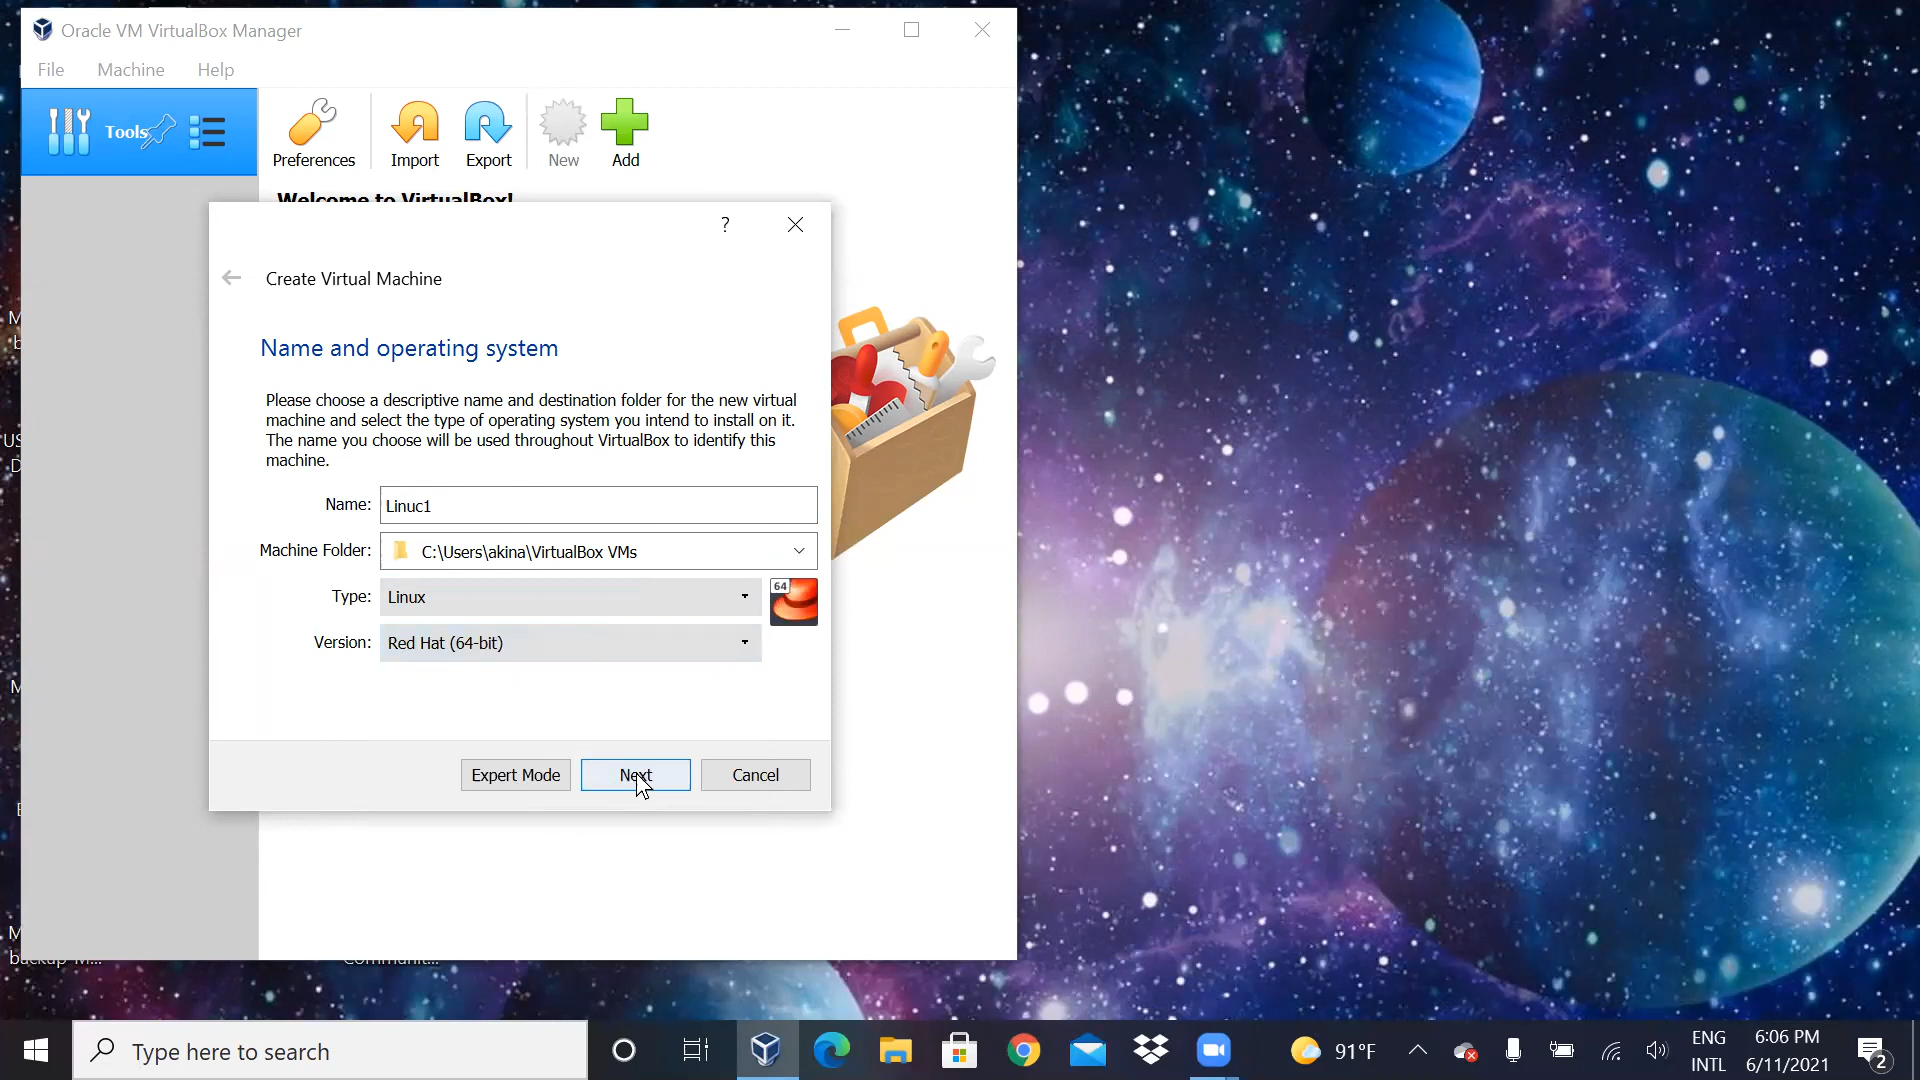 Oracle VM VirtualBox Manager
File Machine Help
Tools
Preferences Import Export New Add
Welcome to VirtualBox!
?
Create Virtual Machine
Name and operating system
Please choose a descriptive name and destination folder for the new virtual
machine and select the type of operating system you intend to install on it.
The name you choose will be used throughout VirtualBox to identify this
machine.
Name: Linuc1
Machine Folder: C:\Users\akina\VirtualBox VMs
Type: Linux
64
Version: Red Hat (64-bit)
Expert Mode Next Cancel
Type here to search
91°F
ENG
INTL
6:06 PM
6/11/2021
2